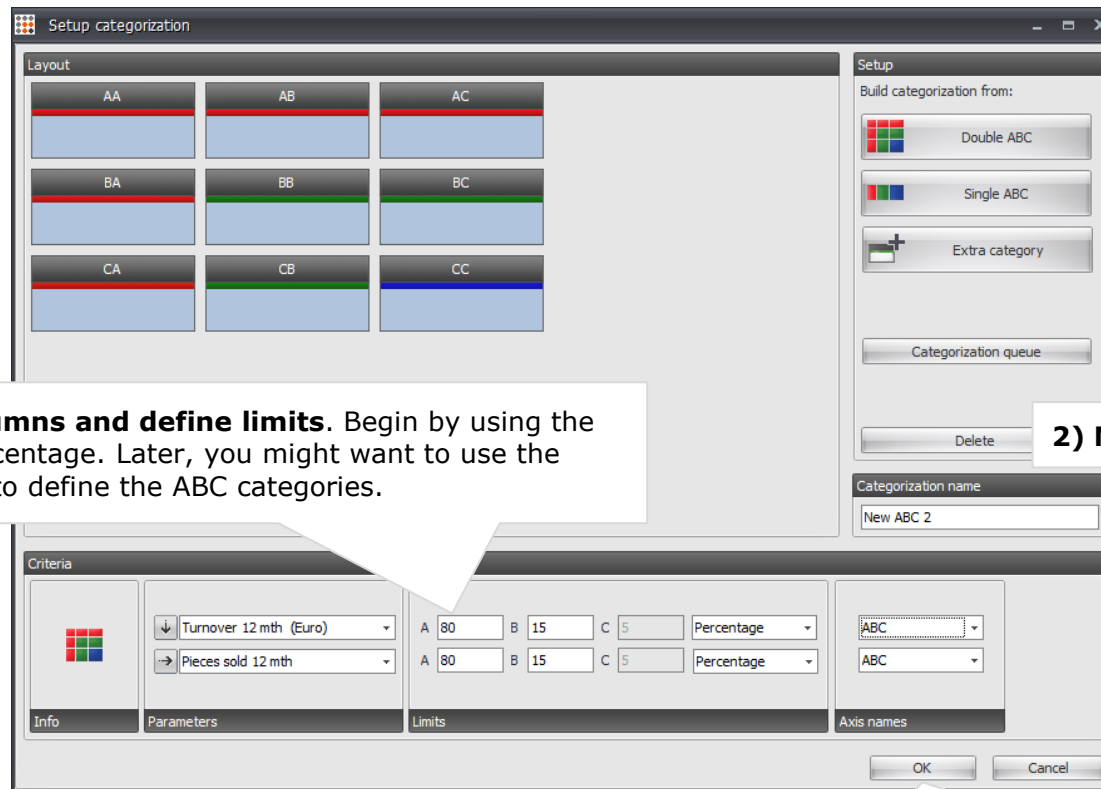 Setup categorization
Layout
AA AB AC
BA BB BC
CA CB CC
Setup
Build categorization from:
Double ABC
Single ABC
Extra category
Categorization queue
Delete
2)
Categorization name
New ABC 2
umns and define limits. Begin by using the
centage. Later, you might want to use the
to define the ABC categories.
Criteria
Turnover 12 mth (Euro) A 80 B 15 C 5 Percentage ABC
Pieces sold 12 mth A 80 B 15 C 5 Percentage ABC
Info Parameters Limits Axis names
OK Cancel